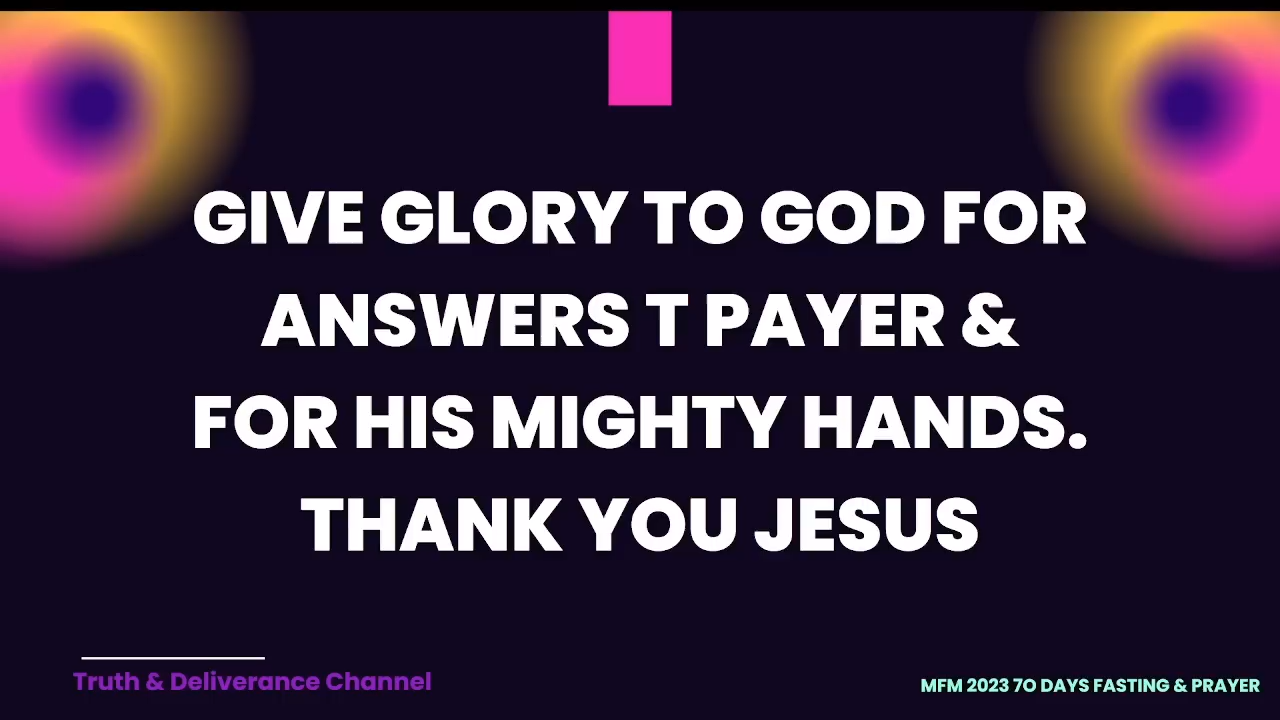 GIVE GLORY TO GOD FOR
ANSWERS T PAYER &
FOR HIS MIGHTY HANDS.
THANK YOU JESUS
Truth & Deliverance Channel
MFM 2023 7O DAYS FASTING & PRAYER